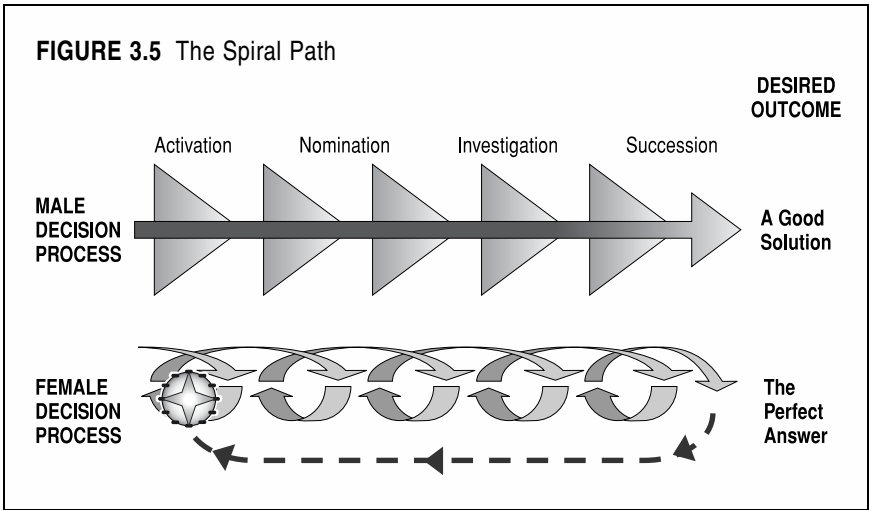 FIGURE 3.5 The Spiral Path
DESIRED
OUTCOME
Activation Nomination Investigation Succession
MALE
DECISION
PROCESS
A Good
Solution
FEMALE
DECISION
PROCESS
The
Perfect
Answer